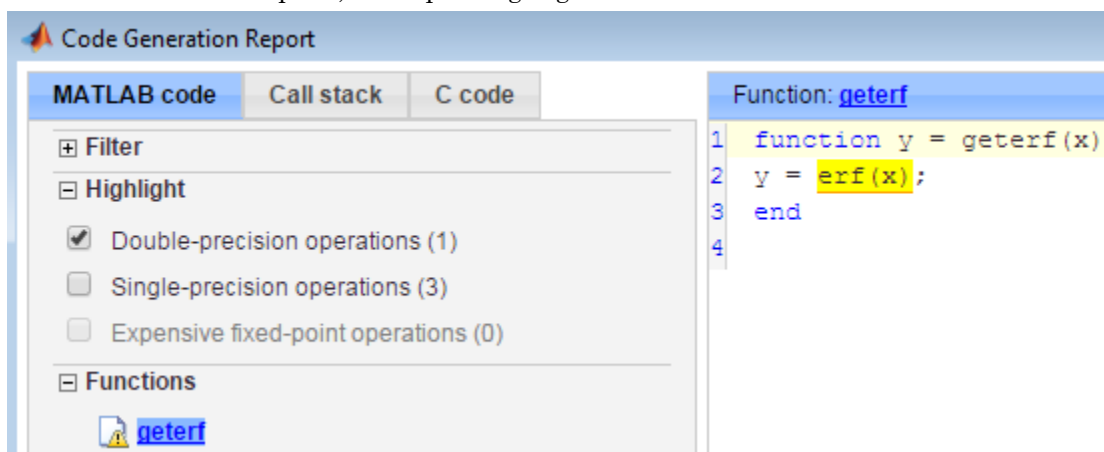 Code Generation Report
MATLAB code Call stack C code
Filter
Highlight
Double-precision operations (1)
Single-precision operations (3)
Expensive fixed-point operations (0)
Functions
geterf
Function: geterf
1 function y = geterf(x)
2 y = erf(x);
3 end
4